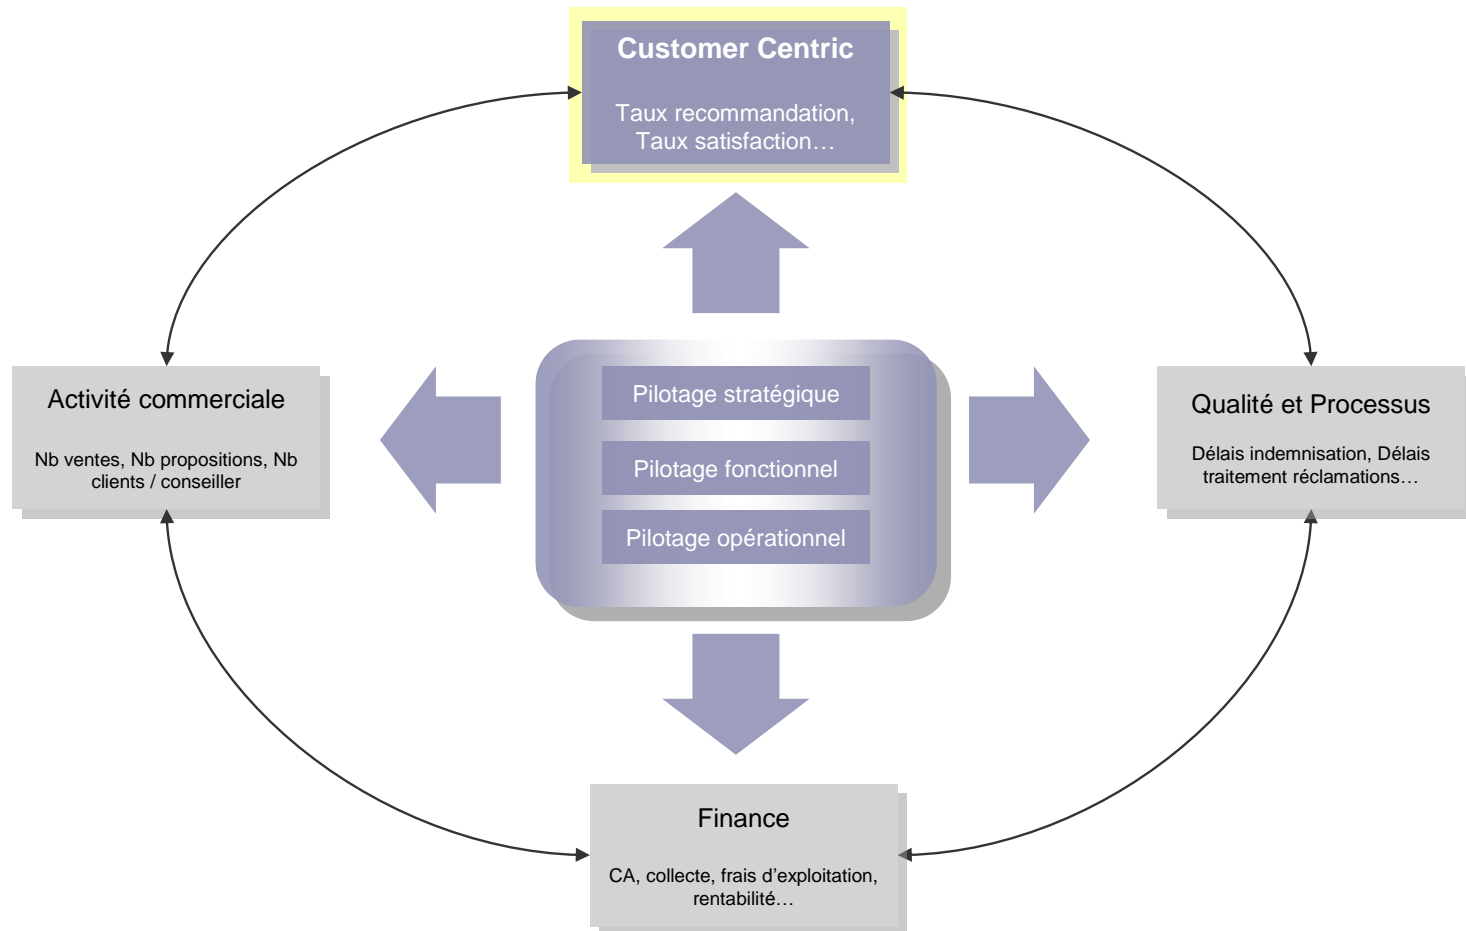 Customer Centric
Taux recommandation,
Taux satisfaction…
Activité commerciale
Nb ventes, Nb propositions, Nb
clients / conseiller
Pilotage stratégique
Pilotage fonctionnel
Pilotage opérationnel
Qualité et Processus
Délais indemnisation, Délais
traitement réclamations…
Finance
CA, collecte, frais d’exploitation,
rentabilité…